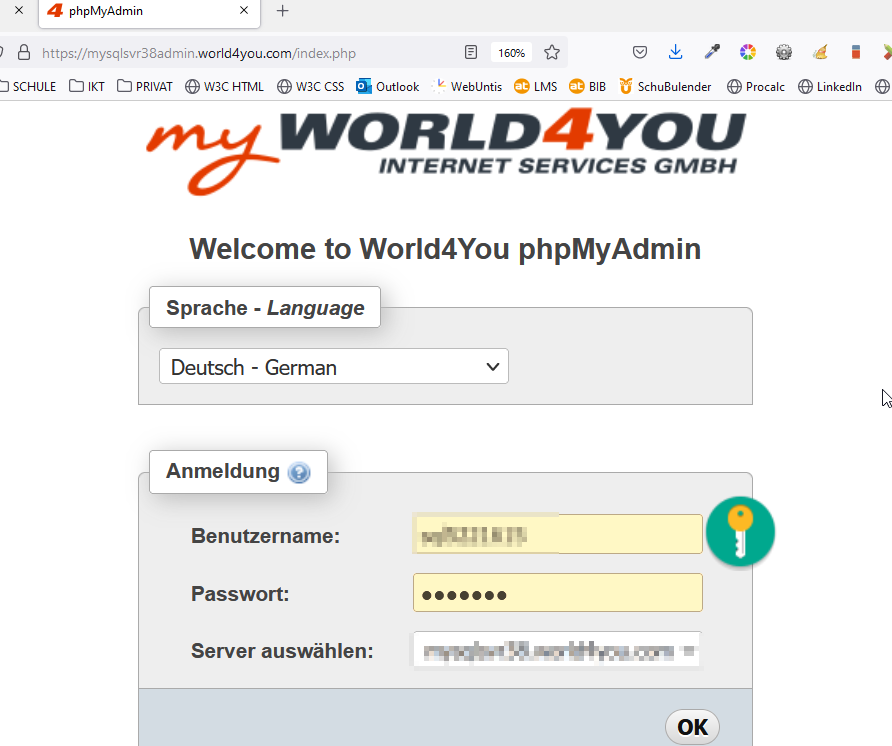 phpMyAdmin
https://mysqlsvr38admin.world4you.com/index.php 160%
SCHULE IKT PRIVAT W3C HTML W3C CSS Outlook WebUntis LMS BIB SchuBulender Procalc LinkedIn
my WORLD4YOU
INTERNET SERVICES GMBH
Welcome to World4You phpMyAdmin
Sprache - Language
Deutsch - German
Anmeldung
Benutzername:
Passwort:
Server auswählen:
OK